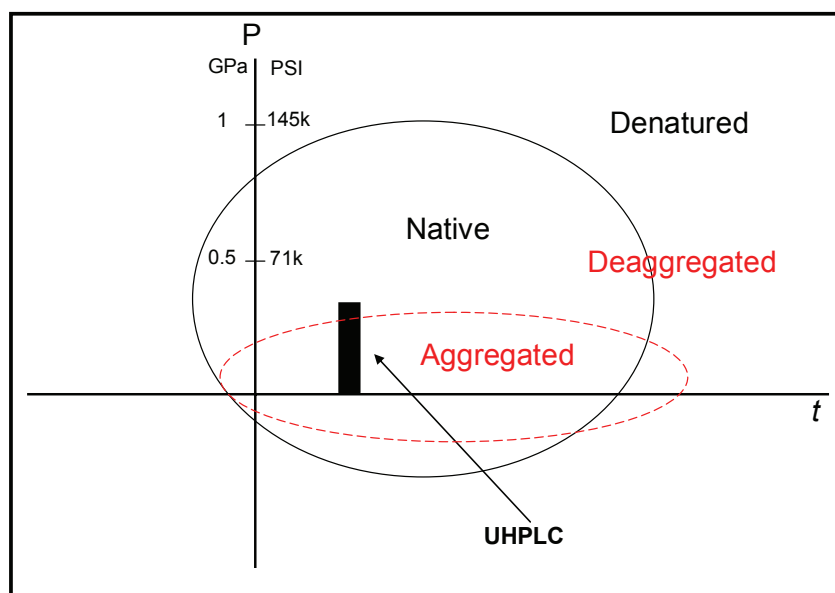 P
GPa PSI
1 145k
Denatured
Native
0.5 71k
Deaggregated
Aggregated
t
UHPLC